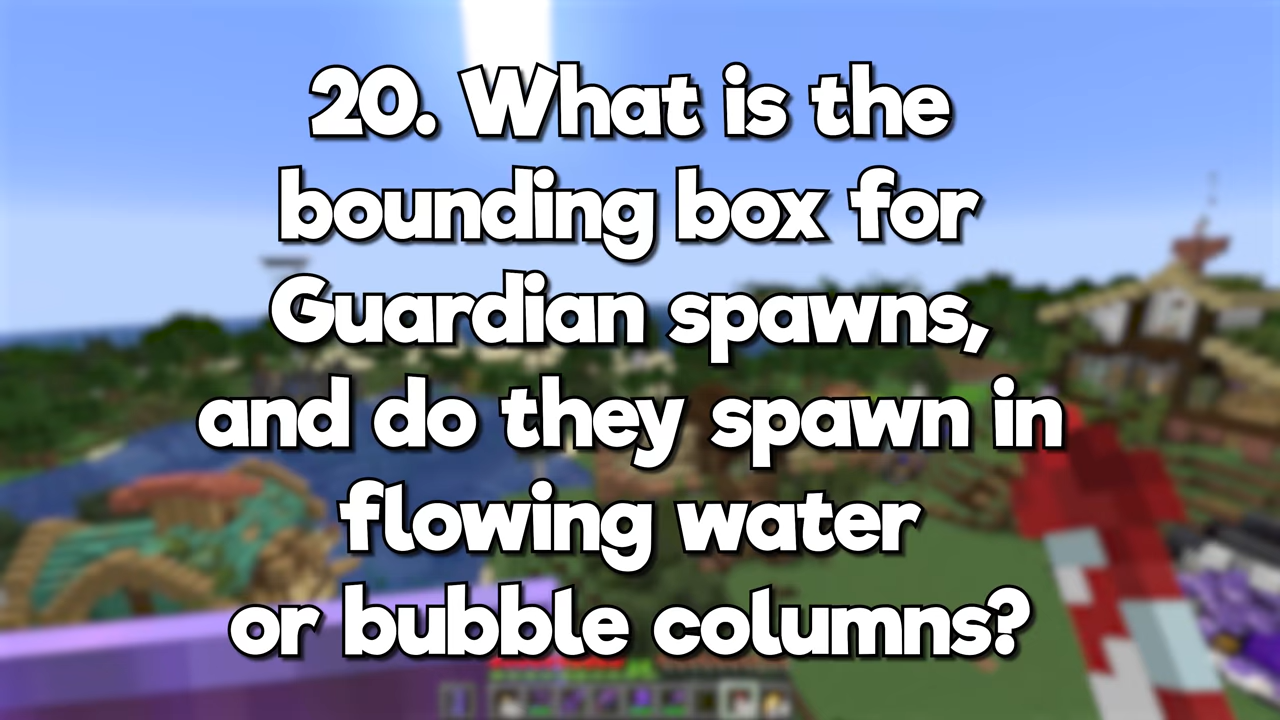 20. What is the
bounding box for
Guardian spawns,
and do they spawn in
flowing water
or bubble columns?